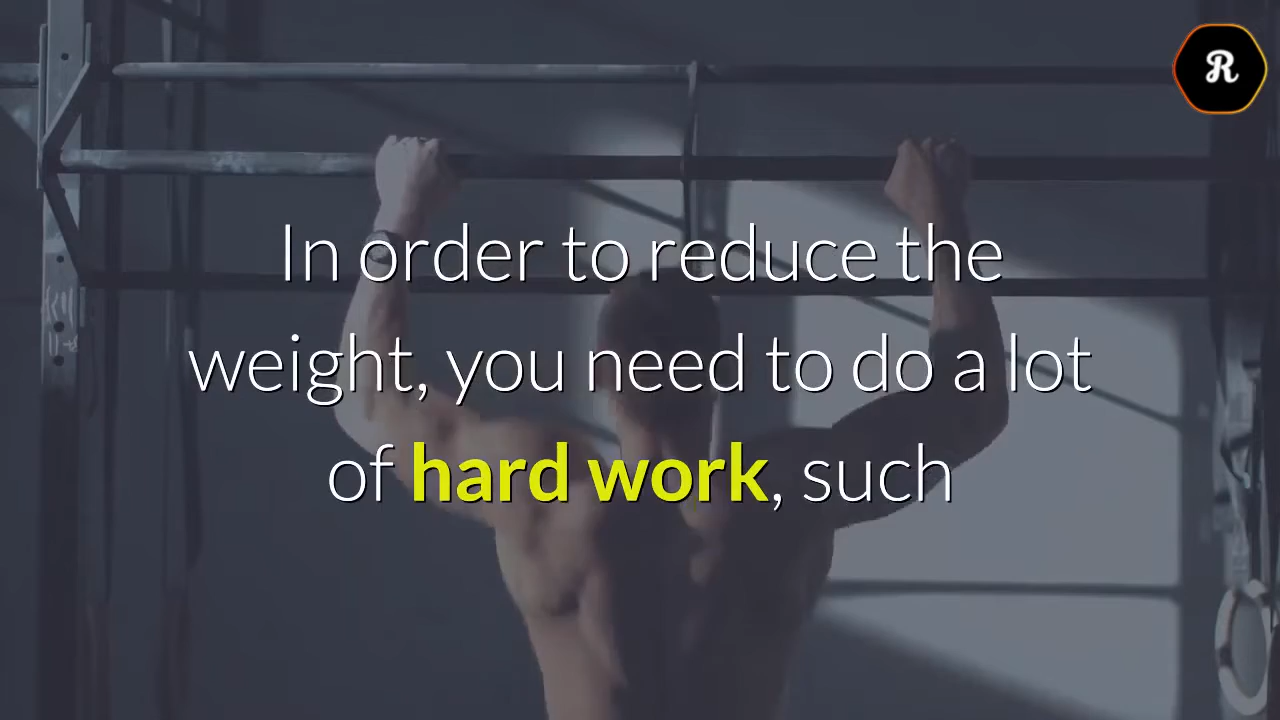 R
In order to reduce the
weight, you need to do a lot
of hard work, such